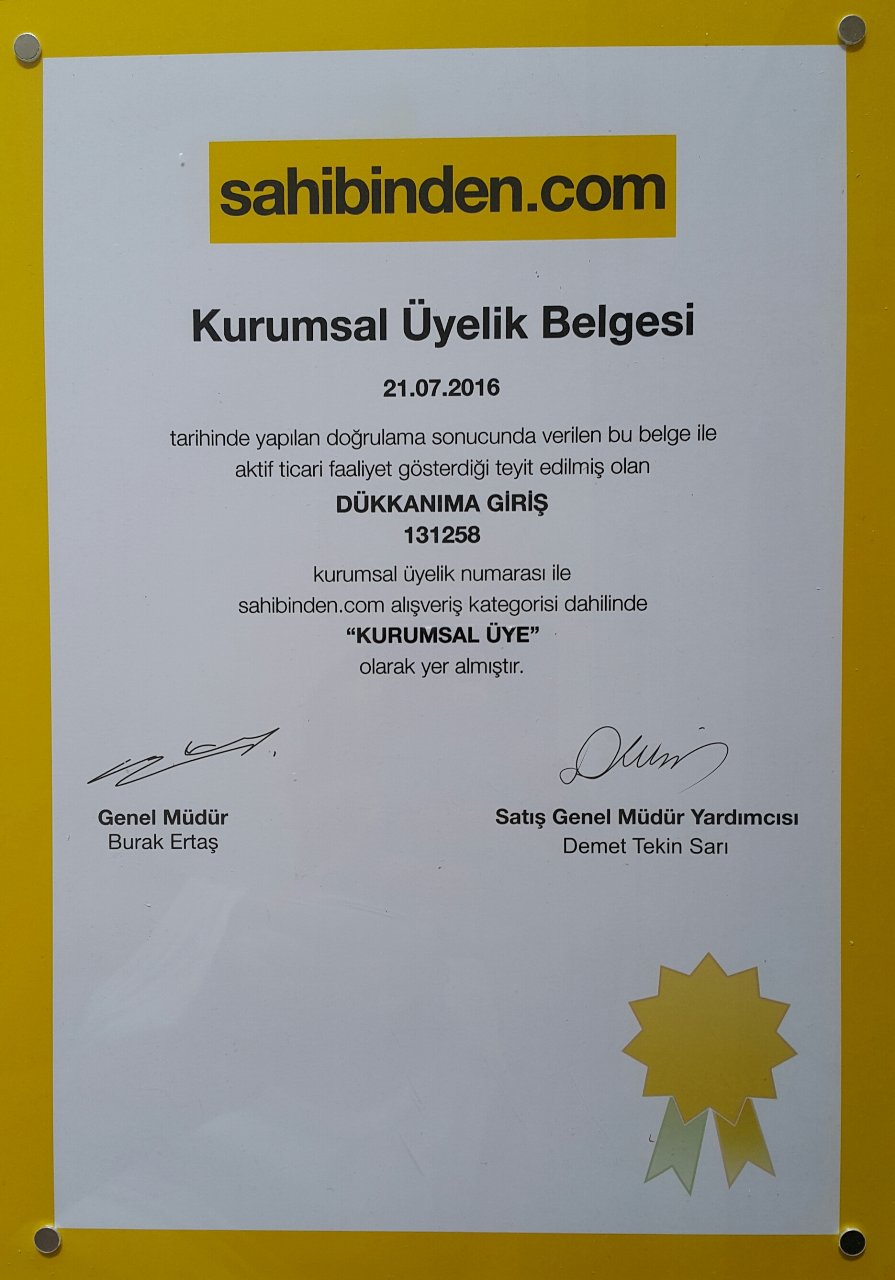 sahibinden.com
Kurumsal Üyelik Belgesi
21.07.2016
tarihinde yapılan doğrulama sonucunda verilen bu belge ile
aktif ticari faaliyet gösterdiği teyit edilmiş olan
DÜKKANIMA GİRİŞ
131258
kurumsal üyelik numarası ile
sahibinden.com alışveriş kategorisi dahilinde
“KURUMSAL ÜYE”
olarak yer almıştır.
Genel Müdür
Burak Ertaş
Satış Genel Müdür Yardımcısı
Demet Tekin Sarı